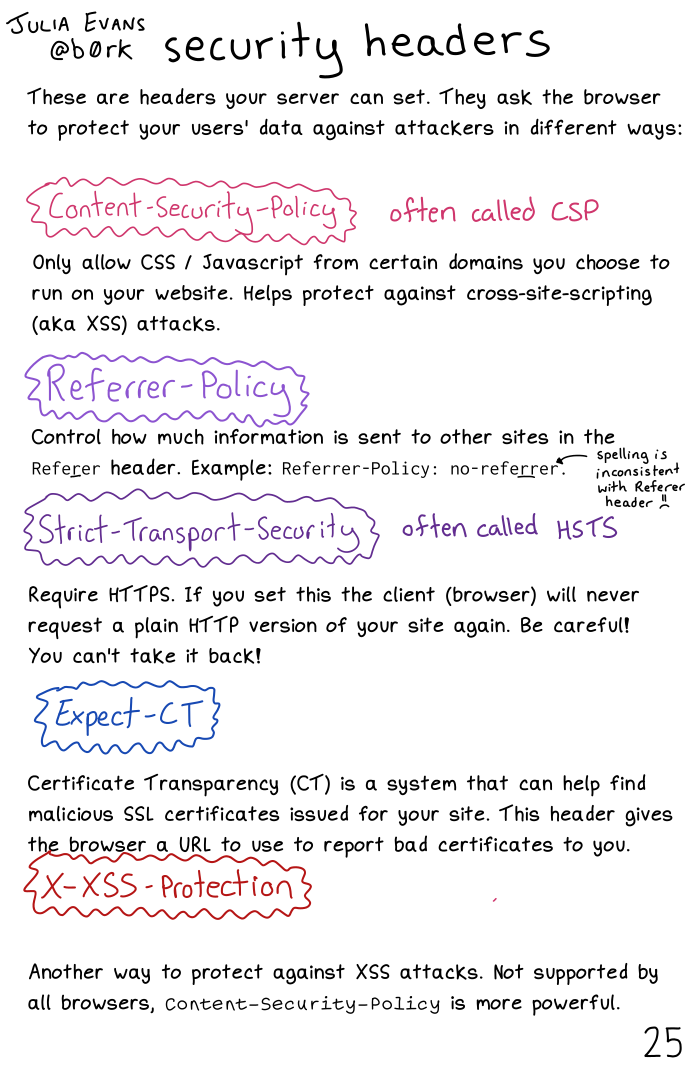 JULIA EVANS
@b0rk
security headers
These are headers your server can set. They ask the browser
to protect your users' data against attackers in different ways:
Content-Security-Policy often called CSP
Only allow CSS / Javascript from certain domains you choose to
run on your website. Helps protect against cross-site-scripting
(aka XSS) attacks.
Referrer-Policy
Control how much information is sent to other sites in the
Referer header. Example: Referrer-Policy: no-referrer.
spelling is
inconsistent
with Referer
header
Strict-Transport-Security often called HSTS
Require HTTPS. If you set this the client (browser) will never
request a plain HTTP version of your site again. Be careful!
You can't take it back!
Expect-CT
Certificate Transparency (CT) is a system that can help find
malicious SSL certificates issued for your site. This header gives
the browser a URL to use to report bad certificates to you.
X-XSS-Protection
Another way to protect against XSS attacks. Not supported by
all browsers, Content-Security-Policy is more powerful.
25